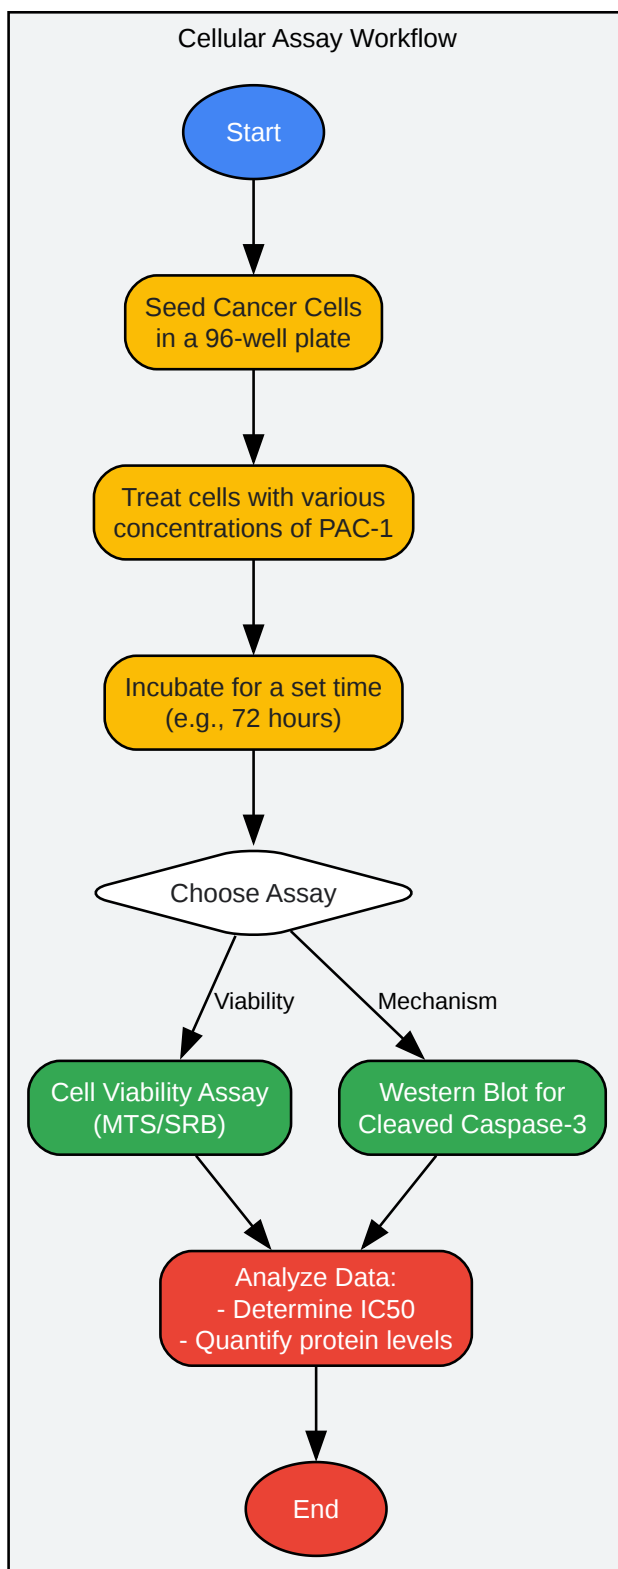 Cellular Assay Workflow
Start
Seed Cancer Cells
in a 96-well plate
Treat cells with various
concentrations of PAC-1
Incubate for a set time
(e.g., 72 hours)
Choose Assay
Viability
Mechanism
Cell Viability Assay
(MTS/SRB)
Western Blot for
Cleaved Caspase-3
Analyze Data:
- Determine IC50
- Quantify protein levels
End